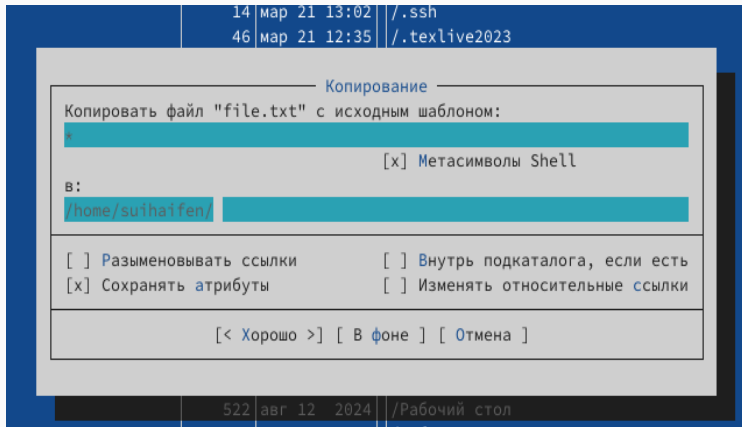 14 мар 21 13:02 /.ssh
46 мар 21 12:35 /.texlive2023
Копирование
Копировать файл "file.txt" с исходным шаблоном:
*
[x] Метасимволы Shell
в:
/home/suihaifen/
[ ] Разыменовывать ссылки [ ] Внутрь подкаталога, если есть
[x] Сохранять атрибуты [ ] Изменять относительные ссылки
[< Хорошо >] [ В фоне ] [ Отмена ]
522 авг 12 2024 /Рабочий стол